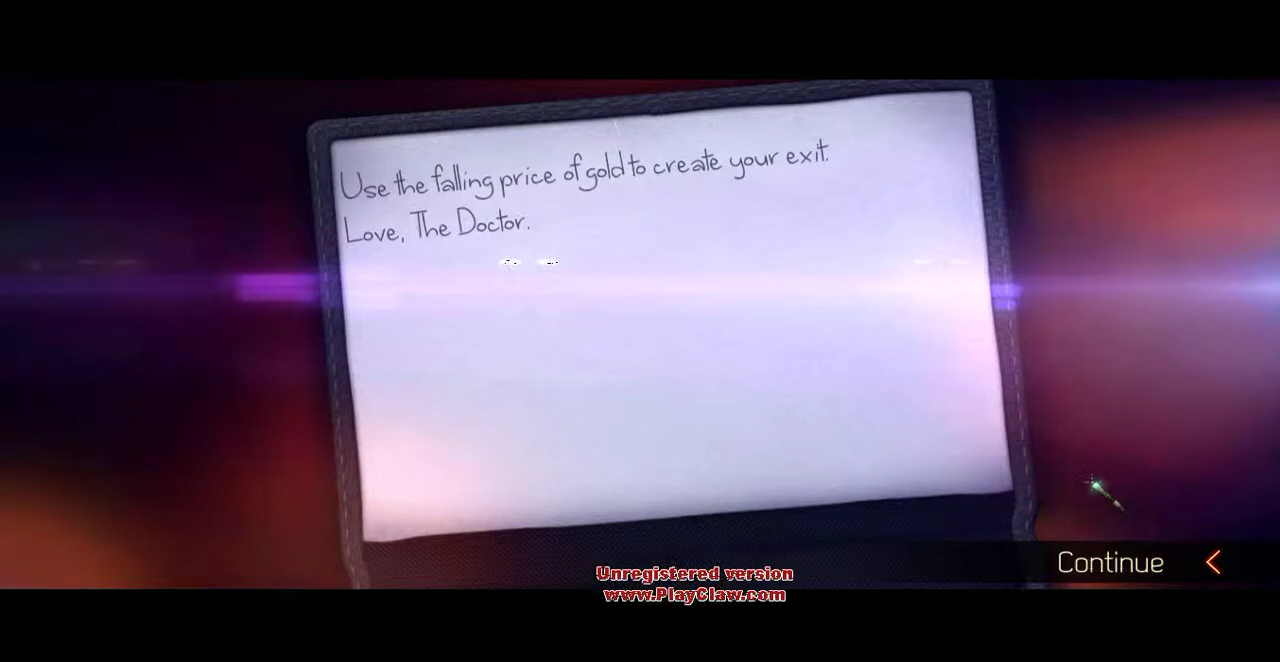 Use the falling price of gold to create your exit.
Love, The Doctor.
Continue
Unregistered version
www.PlayClaw.com